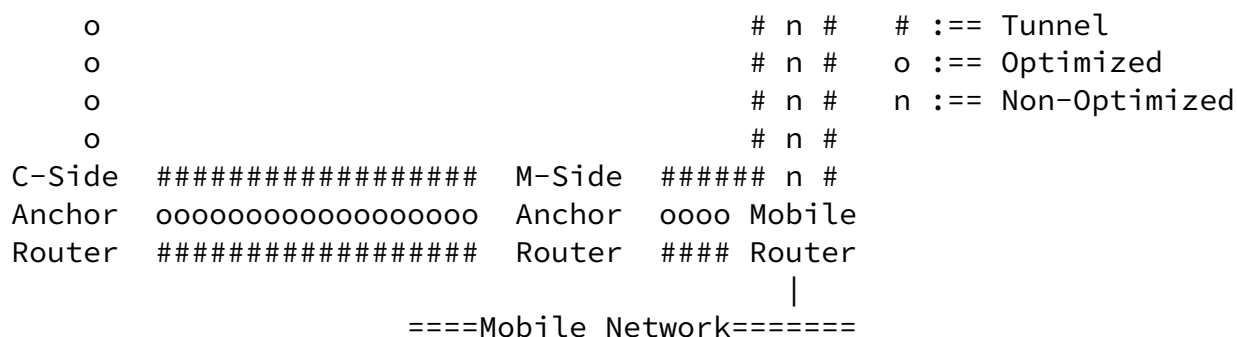 o                                    # n #   # :== Tunnel
    o                                    # n #   o :== Optimized
    o                                    # n #   n :== Non-Optimized
    o                                    # n #
C-Side  ##################  M-Side  ###### n #
Anchor  oooooooooooooooooo  Anchor  oooo Mobile
Router  ##################  Router  #### Router
                                           |
                      ====Mobile Network=======